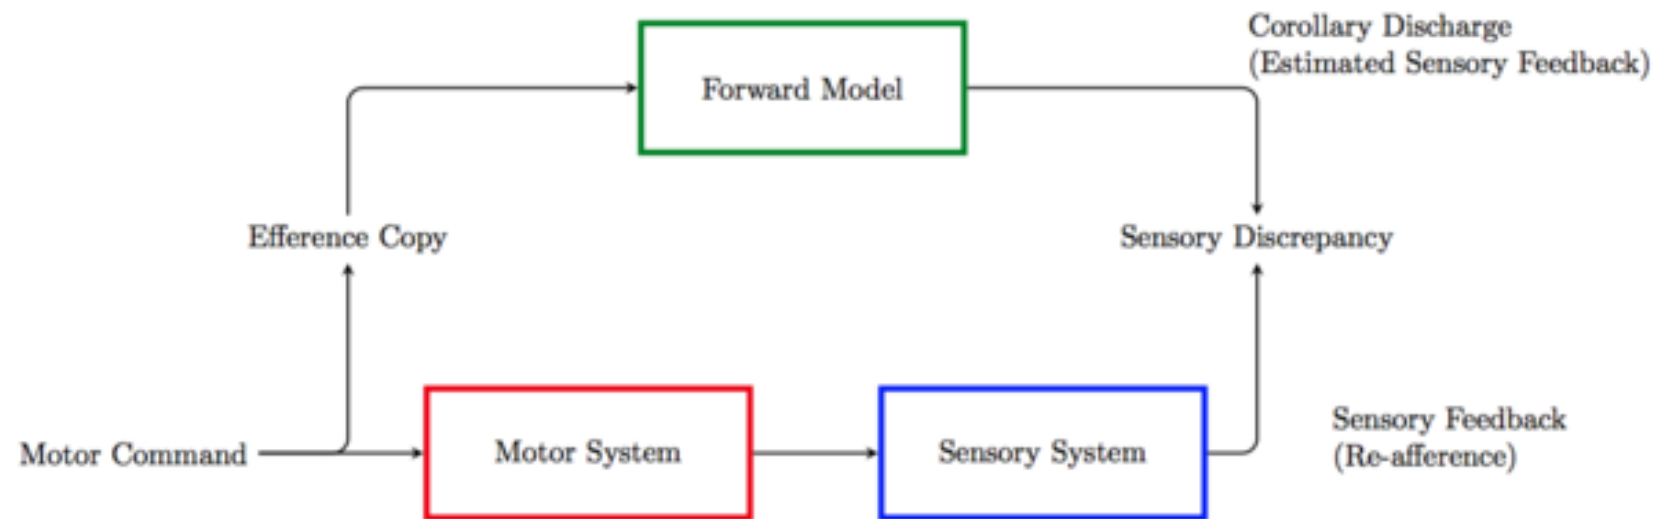 Corollary Discharge
(Estimated Sensory Feedback)
Forward Model
Efference Copy
Sensory Discrepancy
Motor Command
Motor System
Sensory System
Sensory Feedback
(Re-afference)